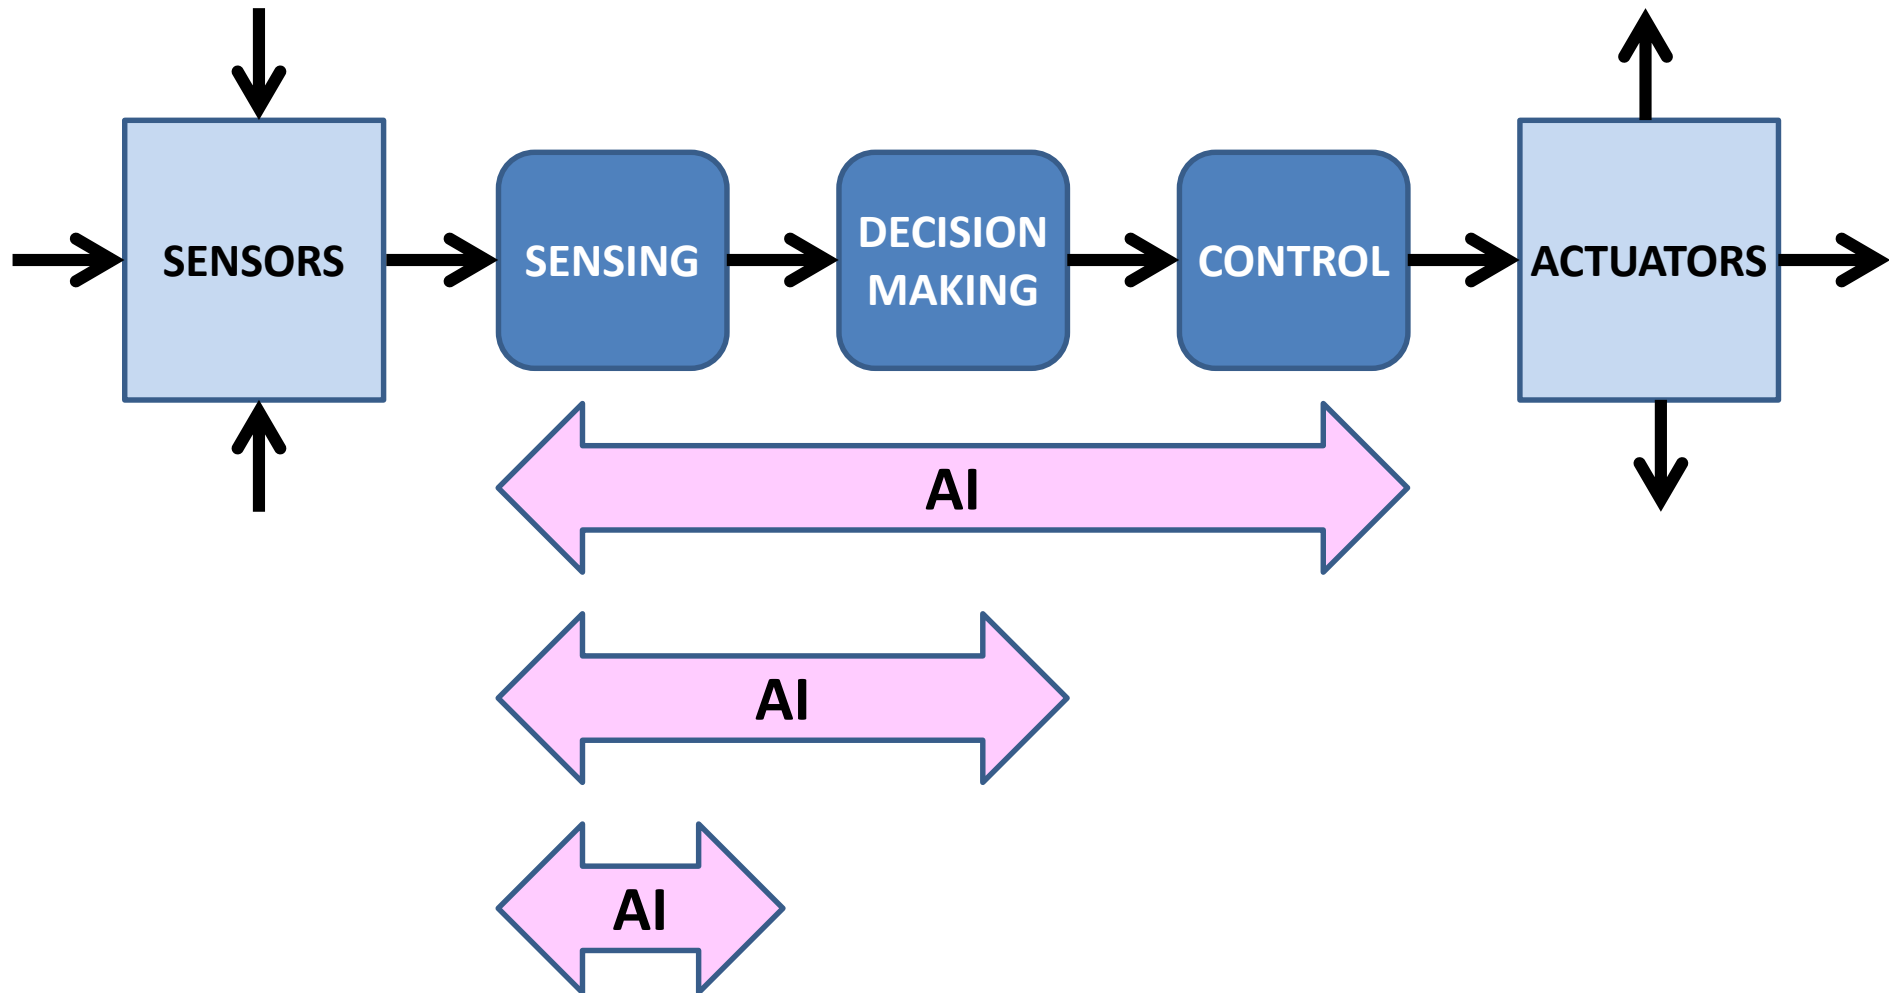 SENSORS
SENSING
DECISION
MAKING
CONTROL
ACTUATORS
AI
AI
AI